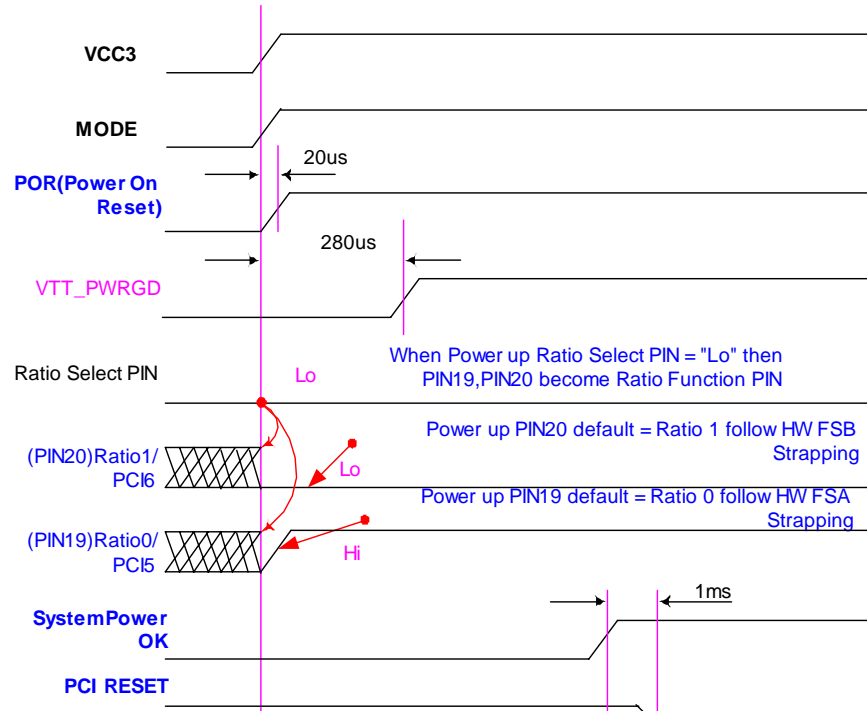 VCC3
MODE
20us
POR(Power On
Reset)
280us
VTT_PWRGD
When Power up Ratio Select PIN = "Lo" then
PIN19,PIN20 become Ratio Function PIN
Ratio Select PIN
Lo
Power up PIN20 default = Ratio 1 follow HW FSB
Strapping
(PIN20)Ratio1/
PCI6
Lo
Power up PIN19 default = Ratio 0 follow HW FSA
Strapping
(PIN19)Ratio0/
PCI5
Hi
1ms
SystemPower
OK
PCI RESET